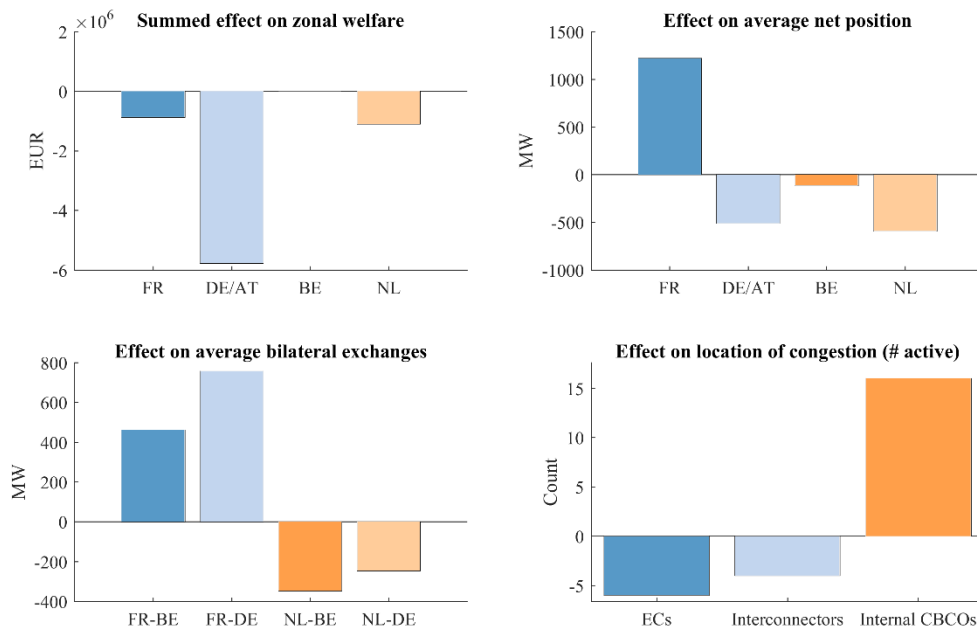 Summed effect on zonal welfare
×10⁶
2
0
-2
-4
-6
EUR
FR DE/AT BE NL
Effect on average net position
1500
1000
500
0
-500
-1000
MW
FR DE/AT BE NL
Effect on average bilateral exchanges
800
600
400
200
0
-200
-400
MW
FR-BE FR-DE NL-BE NL-DE
Effect on location of congestion (# active)
15
10
5
0
-5
Count
ECs Interconnectors Internal CBCOs